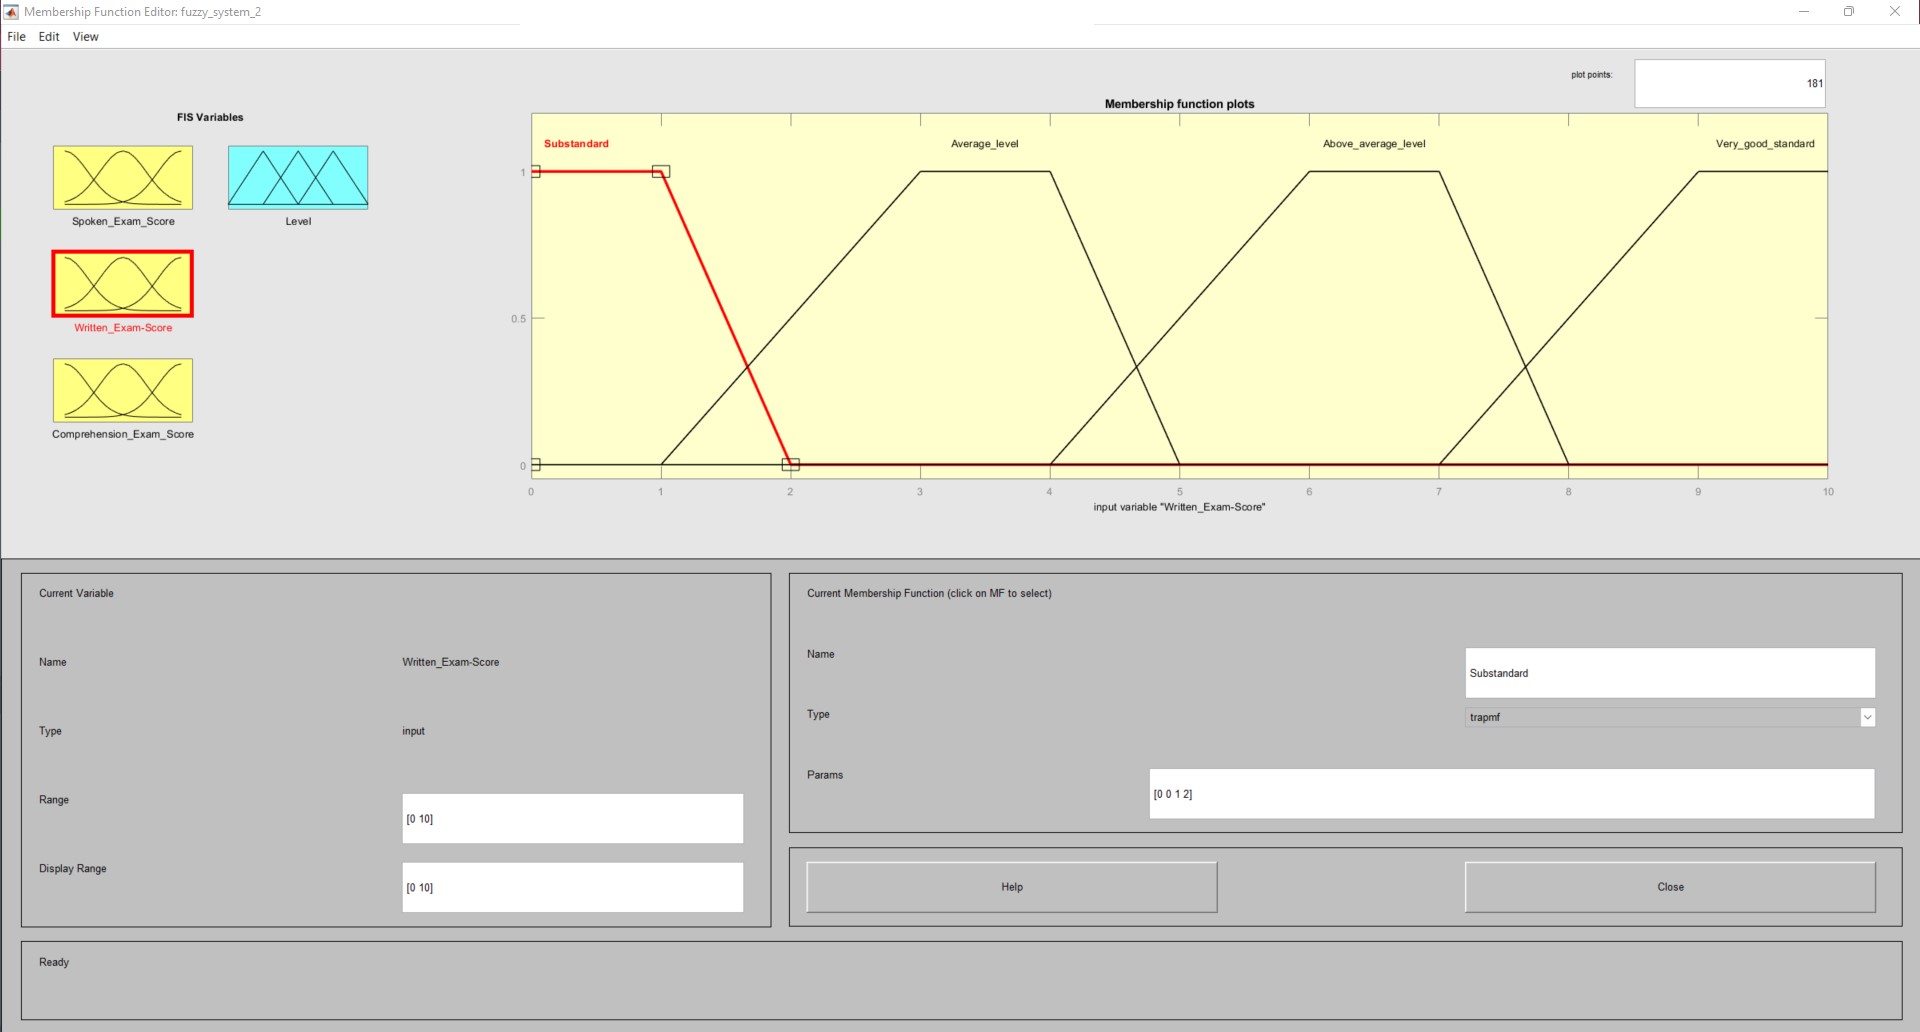 Membership Function Editor: fuzzy_system_2
File Edit View
plot points:
181
FIS Variables
Membership function plots
Spoken_Exam_Score
Level
Written_Exam-Score
Comprehension_Exam_Score
Substandard
Average_level
Above_average_level
Very_good_standard
1
0.5
0
0 1 2 3 4 5 6 7 8 9 10
input variable "Written_Exam-Score"
Current Variable
Name
Written_Exam-Score
Type
input
Range
[0 10]
Display Range
[0 10]
Current Membership Function (click on MF to select)
Name
Substandard
Type
trapmf
Params
[0 0 1 2]
Help
Close
Ready